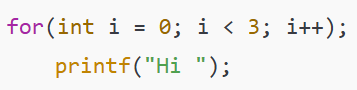 for(int i = 0; i < 3; i++);
    printf("Hi ");